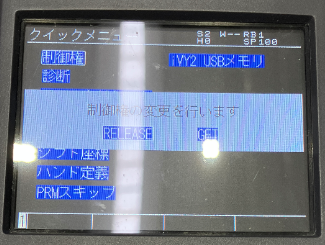 クイックメニュー
S2 W--RB1
H0 SP100
制御権
iVY2 USBメモリ
診断
制御権の変更を行います
RELEASE GET
シフト座標
ハンド定義
PRMスキップ